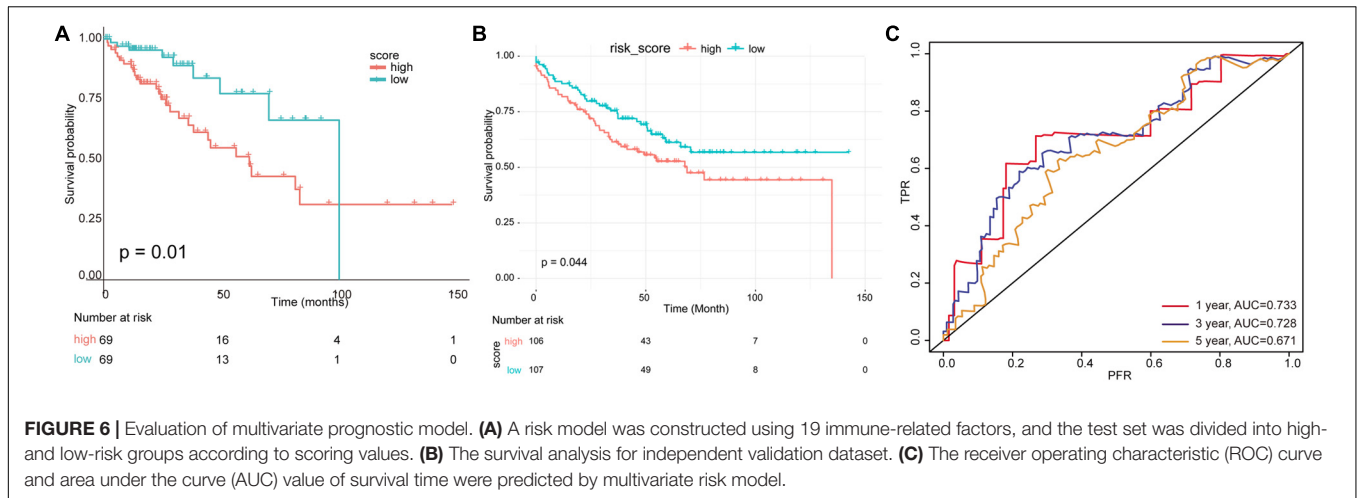 A
1.00
0.75
0.50
0.25
0.00
Survival probability
score
high
low
p = 0.01
0
50
100
150
Time (months)
Number at risk
high 69 16 4 1
low 69 13 1 0
B
risk_score high low
1.00
0.75
0.50
0.25
0.00
Survival probability
p = 0.044
0
50
100
150
Time (Month)
Number at risk
score
high 106 43 7 0
low 107 49 8 0
C
1.0
0.8
0.6
0.4
0.2
0.0
TPR
1 year, AUC=0.733
3 year, AUC=0.728
5 year, AUC=0.671
0.0 0.2 0.4 0.6 0.8 1.0
PFR
FIGURE 6 | Evaluation of multivariate prognostic model. (A) A risk model was constructed using 19 immune-related factors, and the test set was divided into high-
and low-risk groups according to scoring values. (B) The survival analysis for independent validation dataset. (C) The receiver operating characteristic (ROC) curve
and area under the curve (AUC) value of survival time were predicted by multivariate risk model.